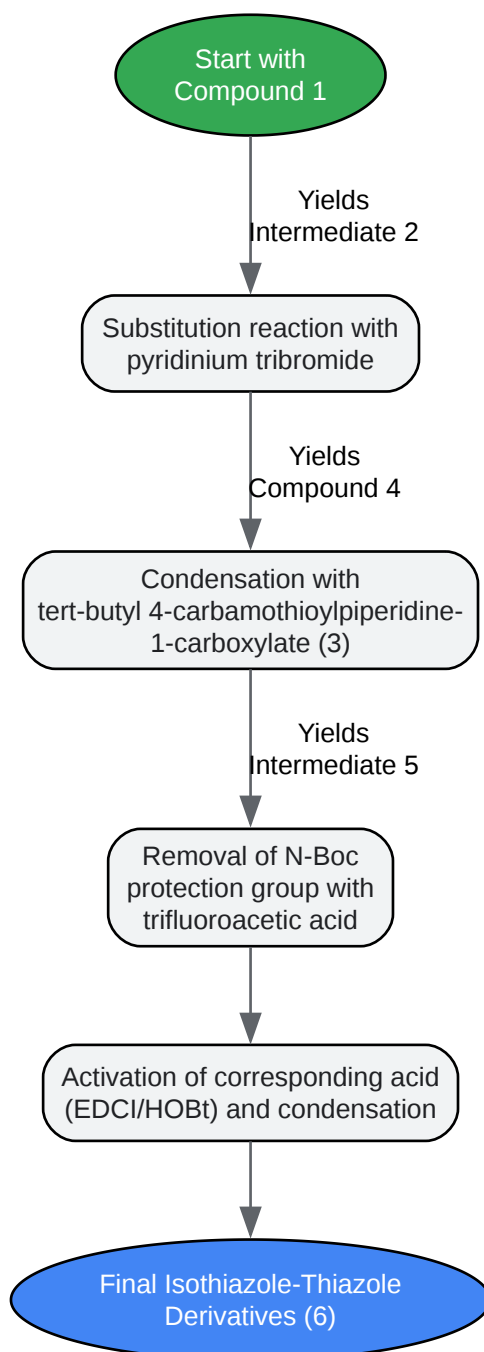 Start with
Compound 1
Yields
Intermediate 2
Substitution reaction with
pyridinium tribromide
Yields
Compound 4
Condensation with
tert-butyl 4-carbamothioylpiperidine-
1-carboxylate (3)
Yields
Intermediate 5
Removal of N-Boc
protection group with
trifluoroacetic acid
Activation of corresponding acid
(EDCI/HOBt) and condensation
Final Isothiazole-Thiazole
Derivatives (6)